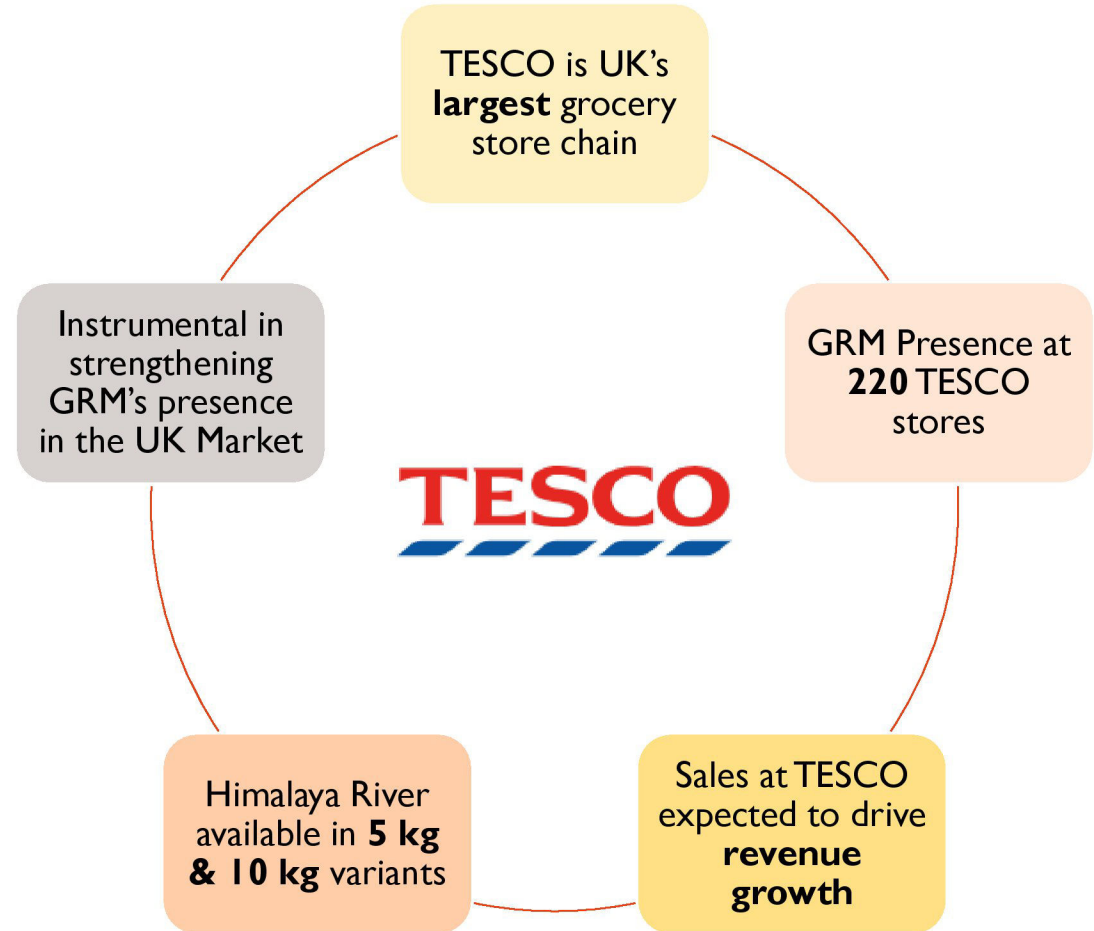 TESCO is UK’s
largest grocery
store chain
GRM Presence at
220 TESCO
stores
Sales at TESCO
expected to drive
revenue
growth
Himalaya River
available in 5 kg
& 10 kg variants
Instrumental in
strengthening
GRM’s presence
in the UK Market
TESCO